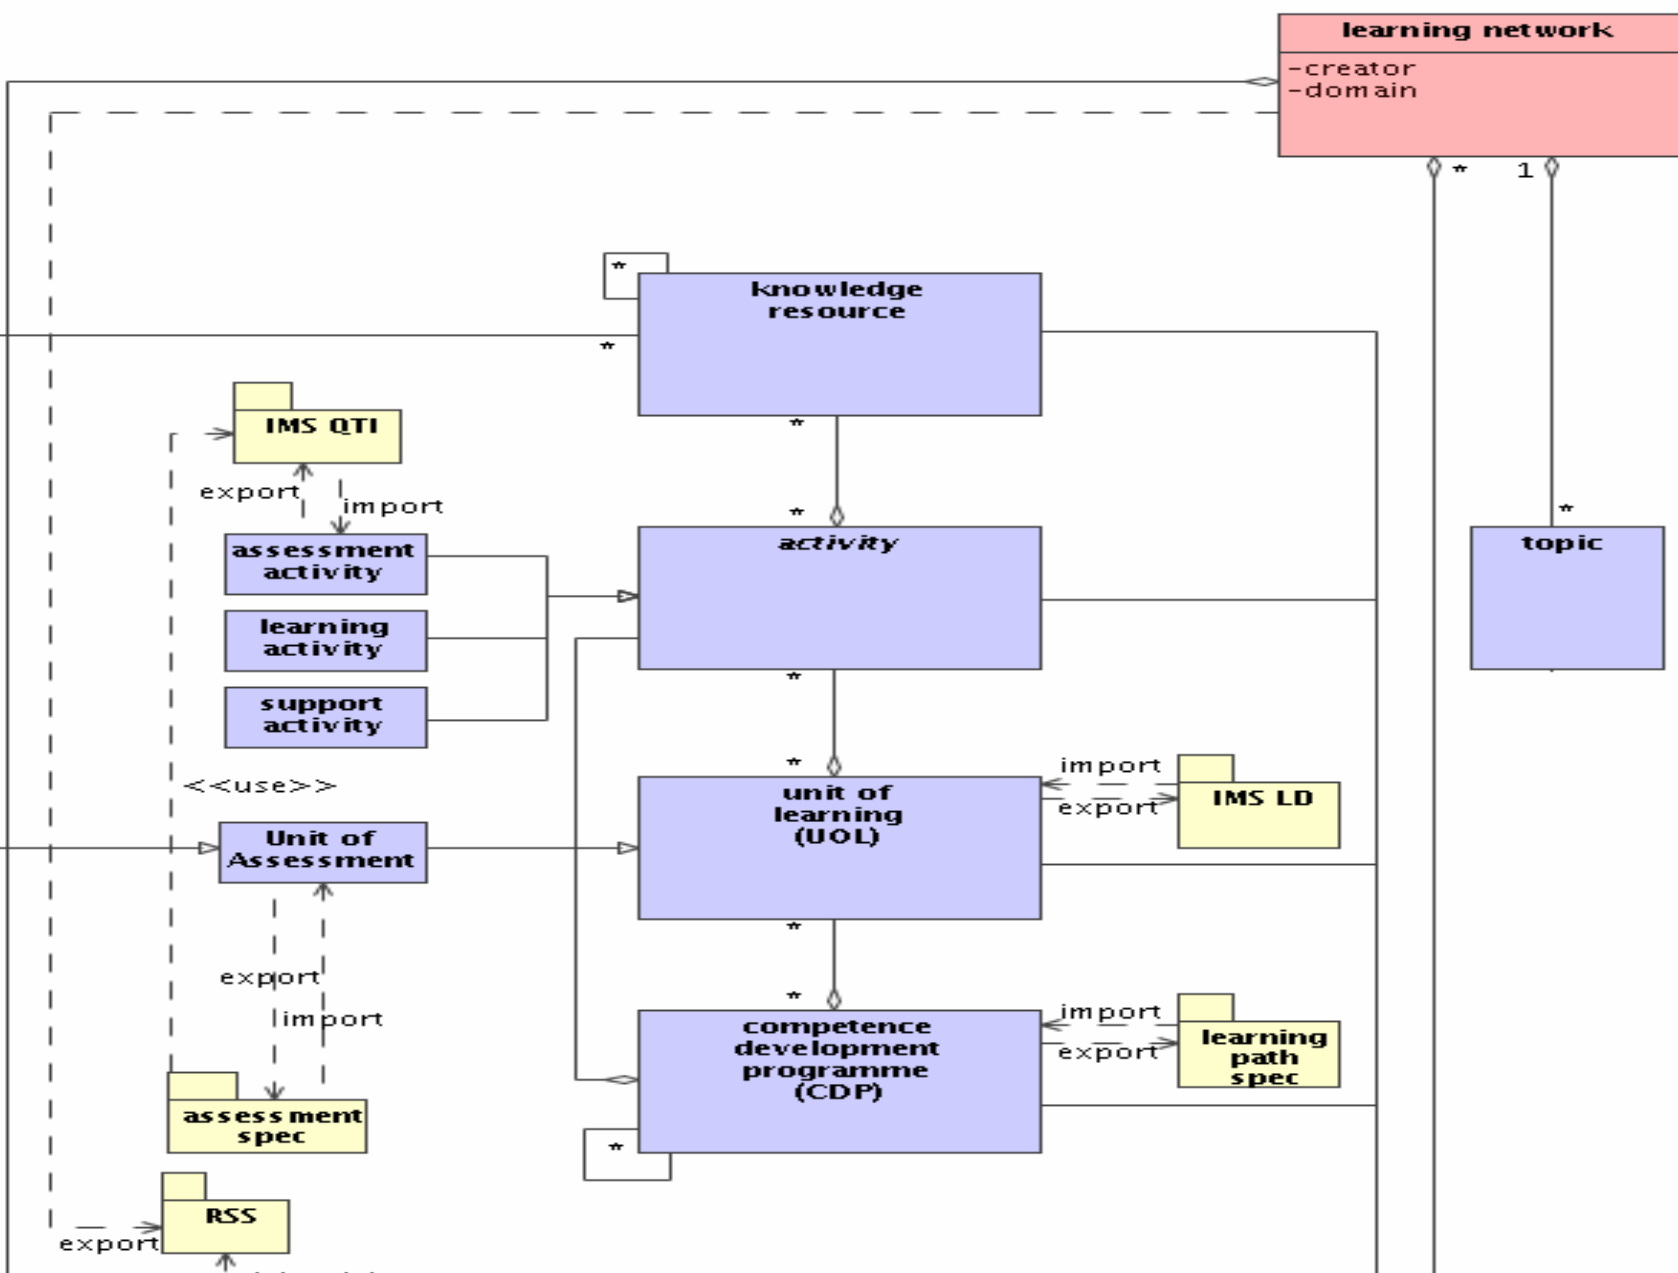 learning network
-creator
-domain
*
1
*
knowledge
resource
*
*
IMS QTI
export
import
*
*
assessment
activity
activity
topic
learning
activity
support
activity
*
*
<<use>>
unit of
learning
(UOL)
import
export
IMS LD
Unit of
Assessment
*
export
import
*
competence
development
programme
(CDP)
import
export
learning
path
spec
assessment
spec
*
RSS
export